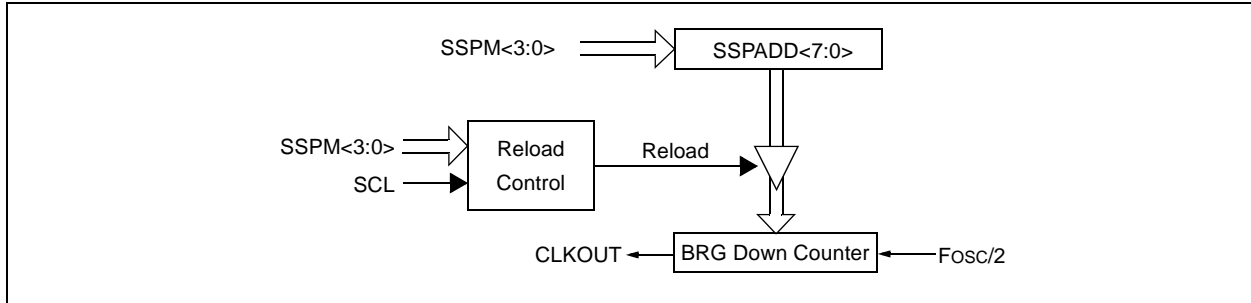 SSPM<3:0>
SSPADD<7:0>
SSPM<3:0>
SCL
Reload
Control
Reload
CLKOUT
BRG Down Counter
FOSC/2